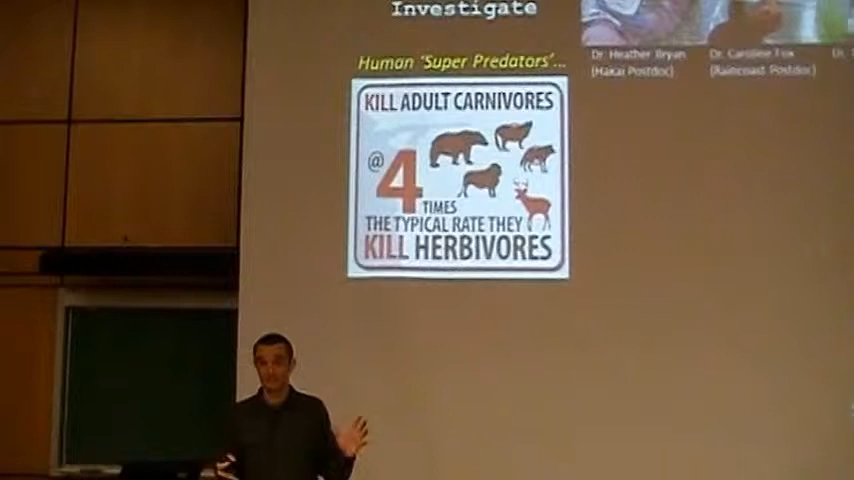 Investigate
Dr. Heather Bryan
(Hakai Postdoc)
Dr. Caroline Fox
(Raincoast Postdoc)
Human 'Super Predators'...
KILL ADULT CARNIVORES
@ 4
TIMES
THE TYPICAL RATE THEY
KILL HERBIVORES